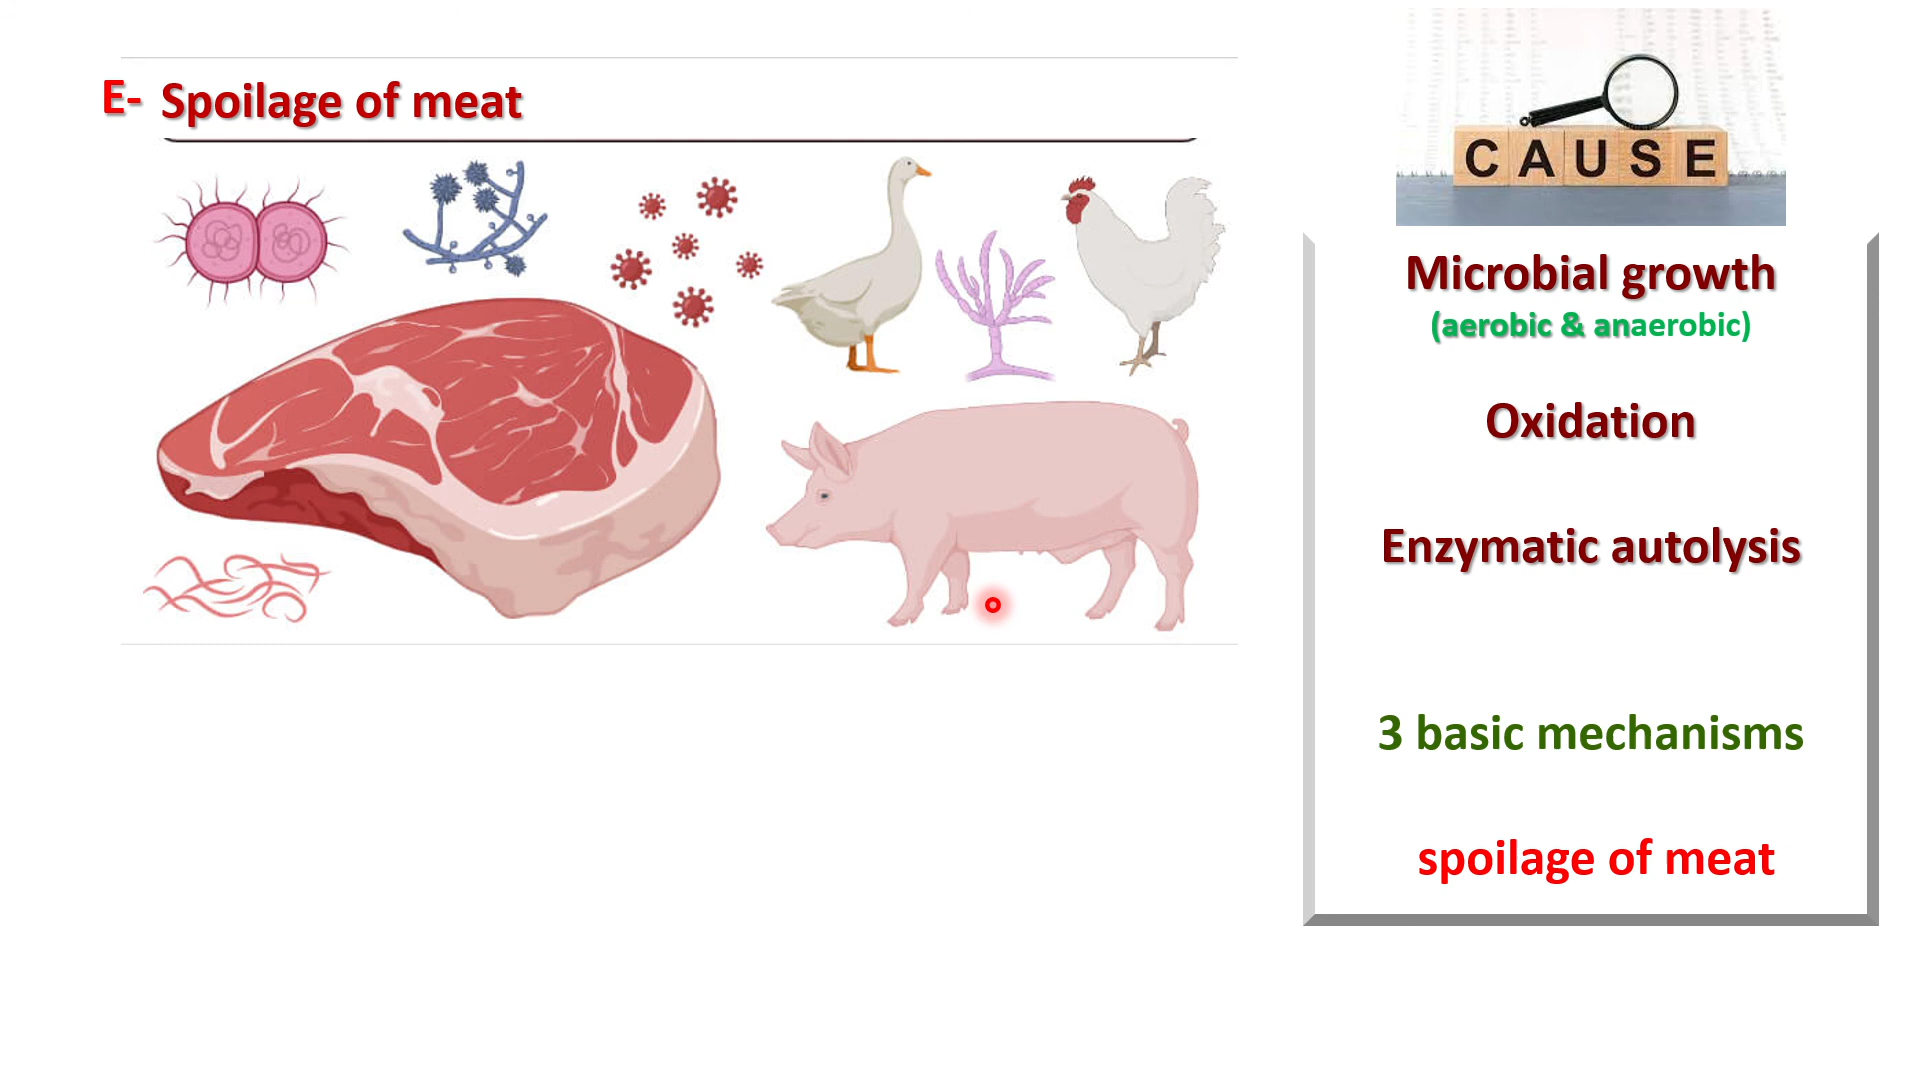 E- Spoilage of meat
CAUSE
Microbial growth
(aerobic & anaerobic)
Oxidation
Enzymatic autolysis
3 basic mechanisms
spoilage of meat